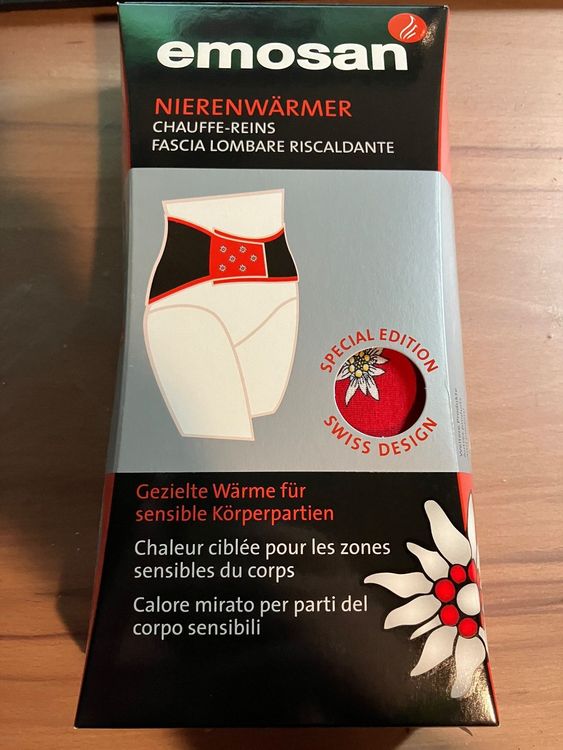 emosan
NIERENWÄRMER
CHAUFFE-REINS
FASCIA LOMBARE RISCALDANTE
SPECIAL EDITION
SWISS DESIGN
Gezielte Wärme für
sensible Körperpartien
Chaleur ciblée pour les zones
sensibles du corps
Calore mirato per parti del
corpo sensibili